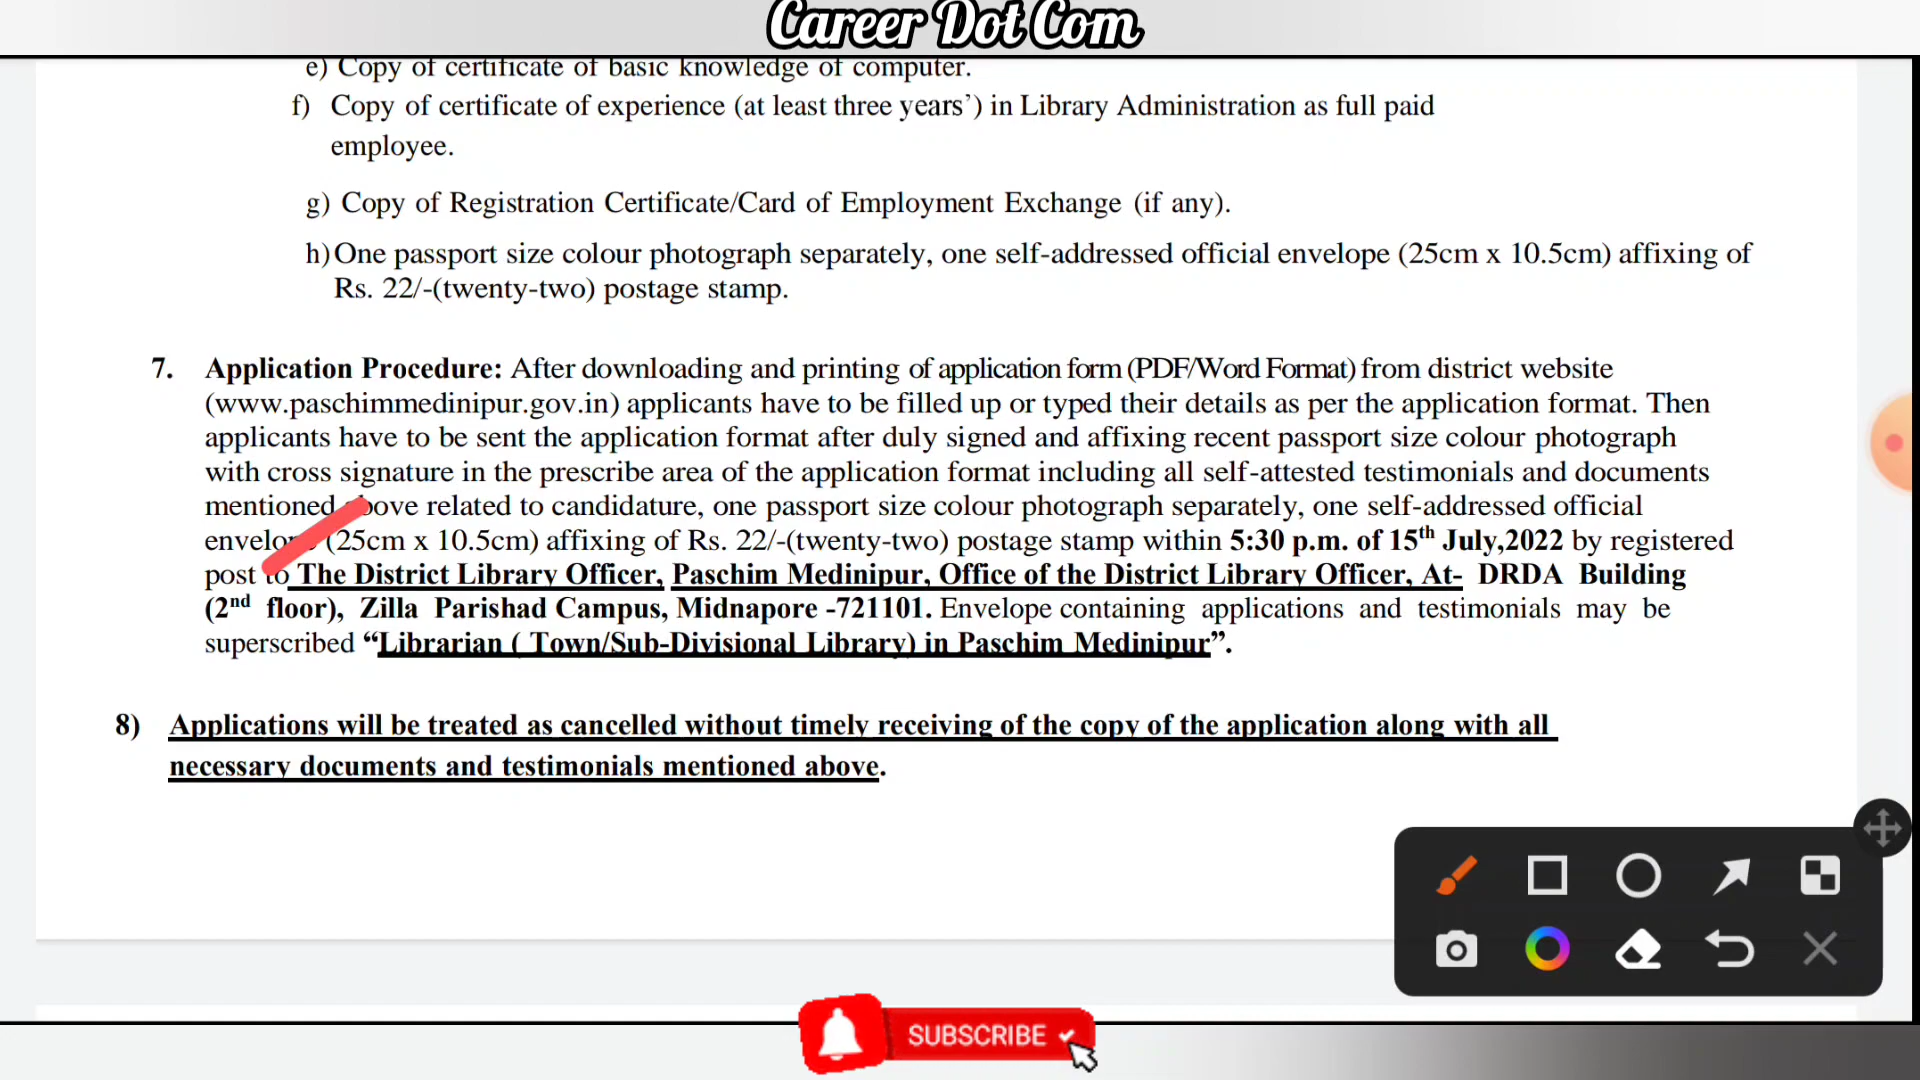 Career Dot Com
e) Copy of certificate of basic knowledge of computer.
f) Copy of certificate of experience (at least three years’) in Library Administration as full paid
employee.
g) Copy of Registration Certificate/Card of Employment Exchange (if any).
h) One passport size colour photograph separately, one self-addressed official envelope (25cm x 10.5cm) affixing of
Rs. 22/-(twenty-two) postage stamp.
7. Application Procedure: After downloading and printing of application form (PDF/Word Format) from district website
(www.paschimmedinipur.gov.in) applicants have to be filled up or typed their details as per the application format. Then
applicants have to be sent the application format after duly signed and affixing recent passport size colour photograph
with cross signature in the prescribe area of the application format including all self-attested testimonials and documents
mentioned above related to candidature, one passport size colour photograph separately, one self-addressed official
envelope (25cm x 10.5cm) affixing of Rs. 22/-(twenty-two) postage stamp within 5:30 p.m. of 15th July,2022 by registered
post to The District Library Officer, Paschim Medinipur, Office of the District Library Officer, At- DRDA Building
(2nd floor), Zilla Parishad Campus, Midnapore -721101. Envelope containing applications and testimonials may be
superscribed “Librarian ( Town/Sub-Divisional Library) in Paschim Medinipur”.
8) Applications will be treated as cancelled without timely receiving of the copy of the application along with all
necessary documents and testimonials mentioned above.
SUBSCRIBE